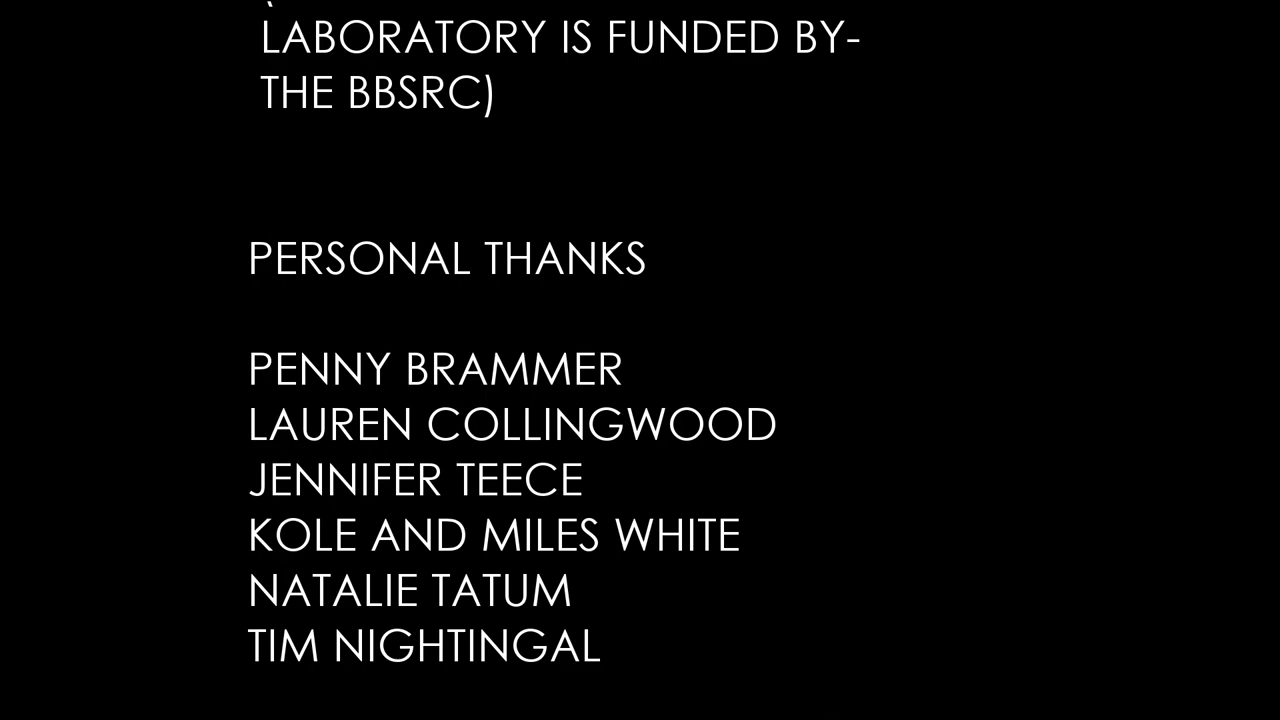 LABORATORY IS FUNDED BY-
THE BBSRC)
PERSONAL THANKS
PENNY BRAMMER
LAUREN COLLINGWOOD
JENNIFER TEECE
KOLE AND MILES WHITE
NATALIE TATUM
TIM NIGHTINGAL